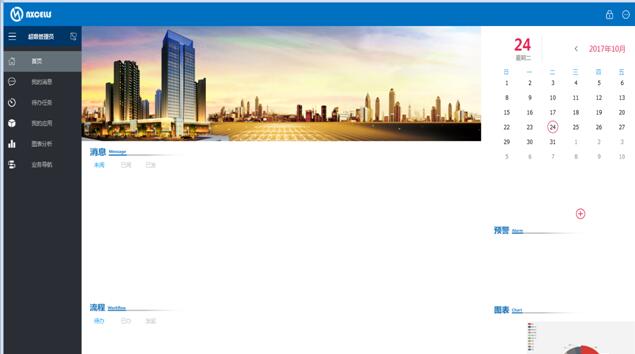 NXCELLS
超级管理员
首页
我的消息
待办任务
我的应用
图表分析
业务导航
消息 Message
未阅 已阅 已发
流程 Workflow
待办 已办 发起
24
星期二
2017年10月
日 一 二 三 四 五
1 2 3 4 5 6
8 9 10 11 12 13
15 16 17 18 19 20
22 23 24 25 26 27
29 30 31 1 2 3
5 6 7 8 9 10
预警 Alarm
图表 Chart